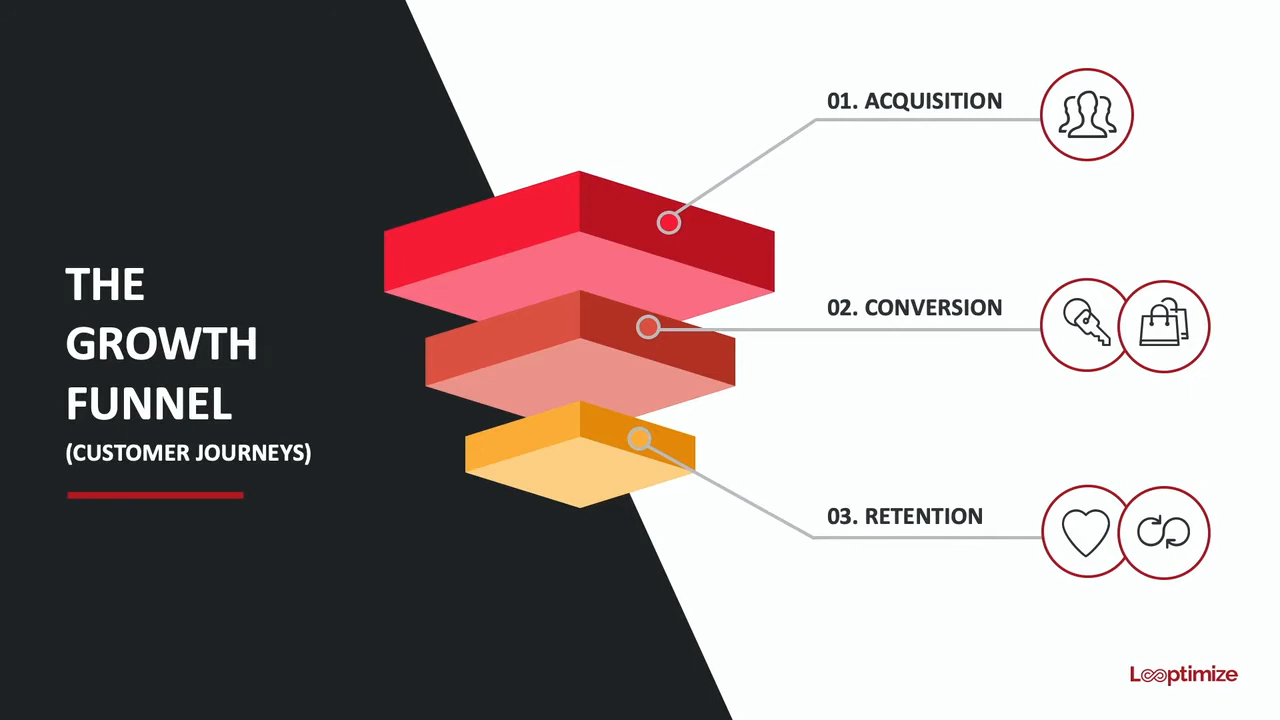 THE
GROWTH
FUNNEL
(CUSTOMER JOURNEYS)
01. ACQUISITION
02. CONVERSION
03. RETENTION
Looptimize